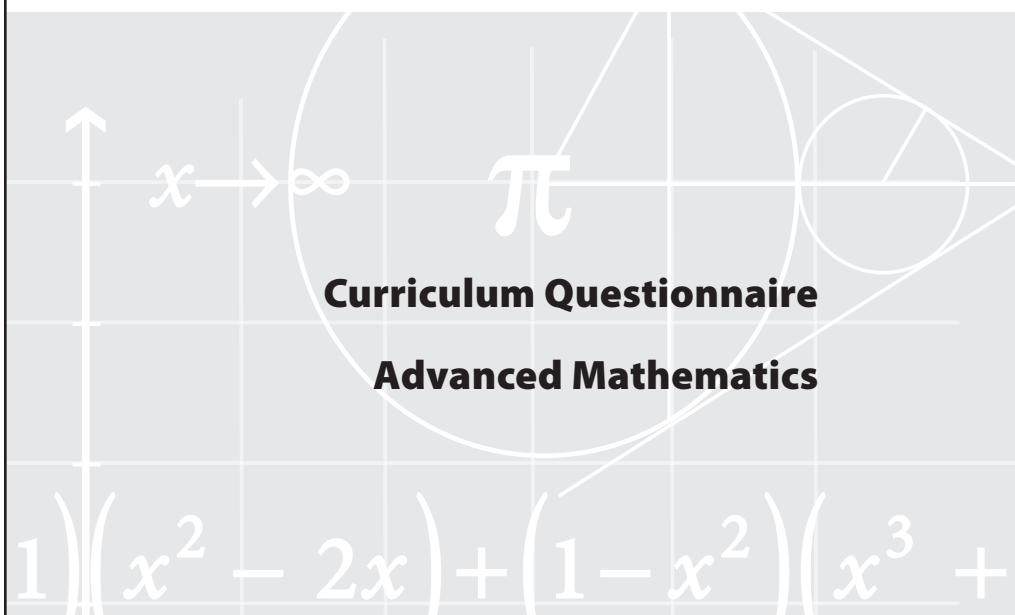 x→∞ π
Curriculum Questionnaire
Advanced Mathematics
1)(x² − 2x)+(1−x²)(x³ +